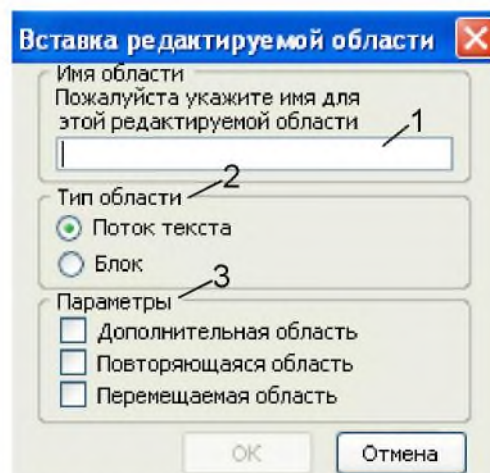 Вставка редактируемой области
Имя области
Пожалуйста укажите имя для
этой редактируемой области
1
2
Тип области
Поток текста
Блок
3
Параметры
Дополнительная область
Повторяющаяся область
Перемещаемая область
ОК
Отмена